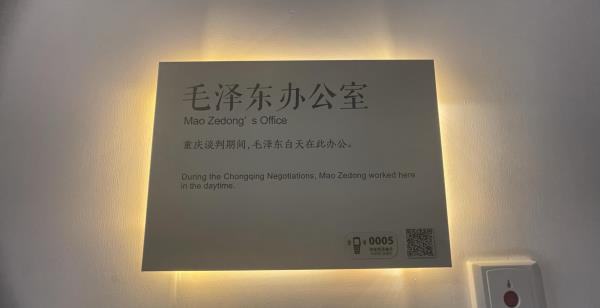 毛泽东办公室
Mao Zedong's Office
重庆谈判期间，毛泽东白天在此办公。
During the Chongqing Negotiations, Mao Zedong worked here
in the daytime.
0005